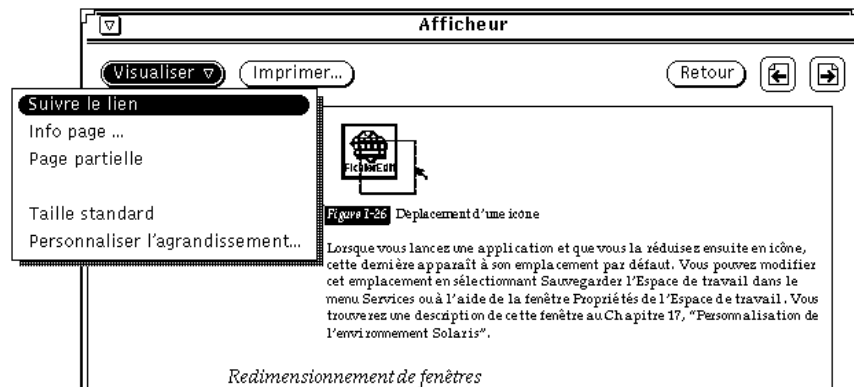 Afficheur
Visualiser Imprimer... Retour
Suivre le lien
Info page ...
Page partielle
Taille standard
Personnaliser l'agrandissement...
FichierEdit
Figure 1-26 Déplacement d'une icône
Lorsque vous lancez une application et que vous la réduisez ensuite en icône,
cette dernière apparaît à son emplacement par défaut. Vous pouvez modifier
cet emplacement en sélectionnant Sauvegarder l'Espace de travail dans le
menu Services ou à l'aide de la fenêtre Propriétés de l'Espace de travail. Vous
trouverez une description de cette fenêtre au Chapitre 17, "Personnalisation de
l'environnement Solaris".
Redimensionnement de fenêtres